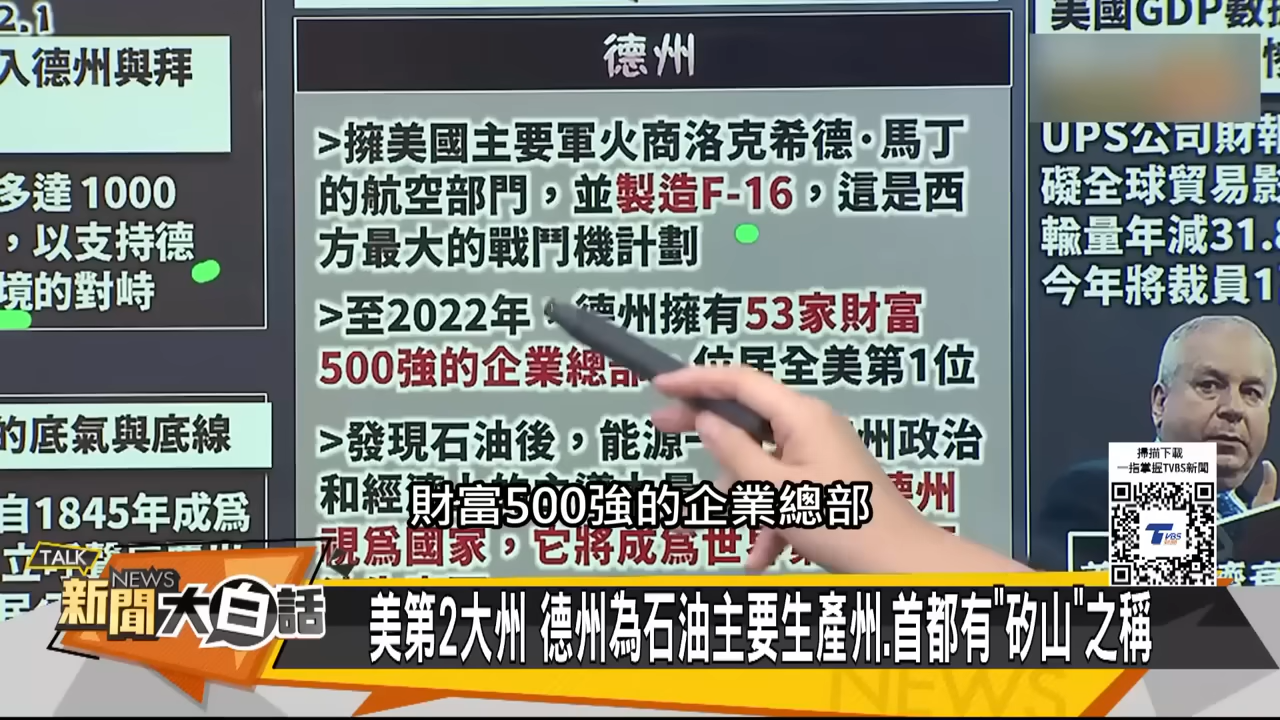 2.1
入德州與拜
多達 1000
，以支持德
境的對峙
的底氣與底線
自1845年成為
德州
>擁美國主要軍火商洛克希德·馬丁
的航空部門，並製造F-16，這是西
方最大的戰鬥機計劃
>至2022年，德州擁有53家財富
500強的企業總部，位居全美第1位
>發現石油後，能源一 州政治
和經 德州
視為國家，它將成為世界第
美國GDP數據
UPS公司財報
礙全球貿易影
輸量年減31.8
今年將裁員1
掃描下載
一指掌握TVBS新聞
TVBS新聞
財富500強的企業總部
TALK
NEWS
新聞大白話
美第2大州 德州為石油主要生產州.首都有"矽山"之稱
NEWS